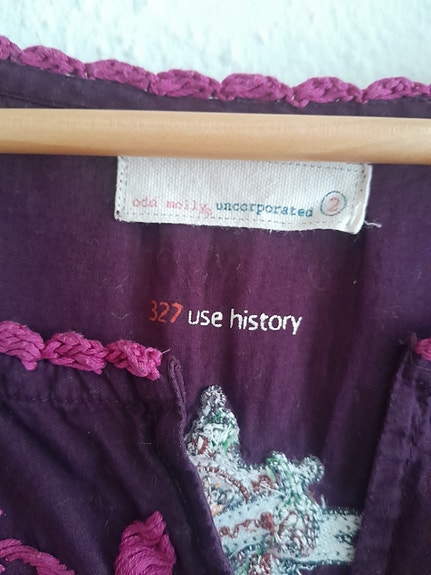 odd molly® uncorporated 2
327 use history